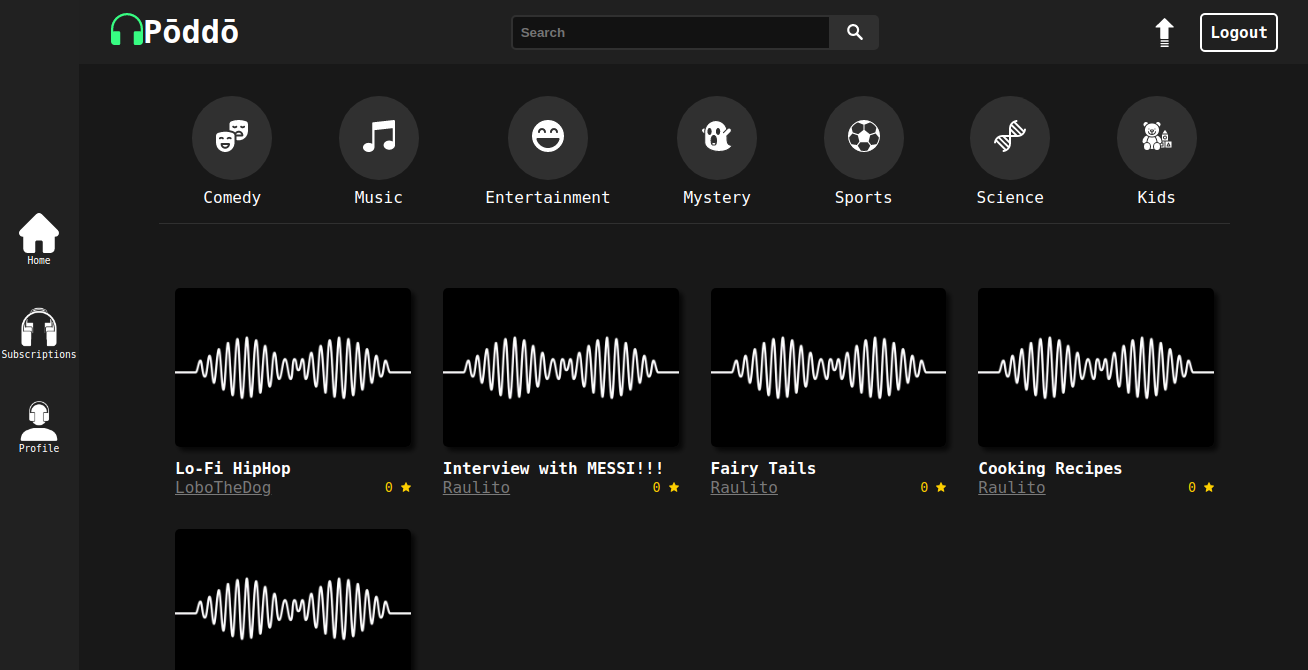 Pōddō
Search
Logout
Comedy
Music
Entertainment
Mystery
Sports
Science
Kids
Home
Subscriptions
Profile
Lo-Fi HipHop
LoboTheDog 0
Interview with MESSI!!!
Raulito 0
Fairy Tails
Raulito 0
Cooking Recipes
Raulito 0